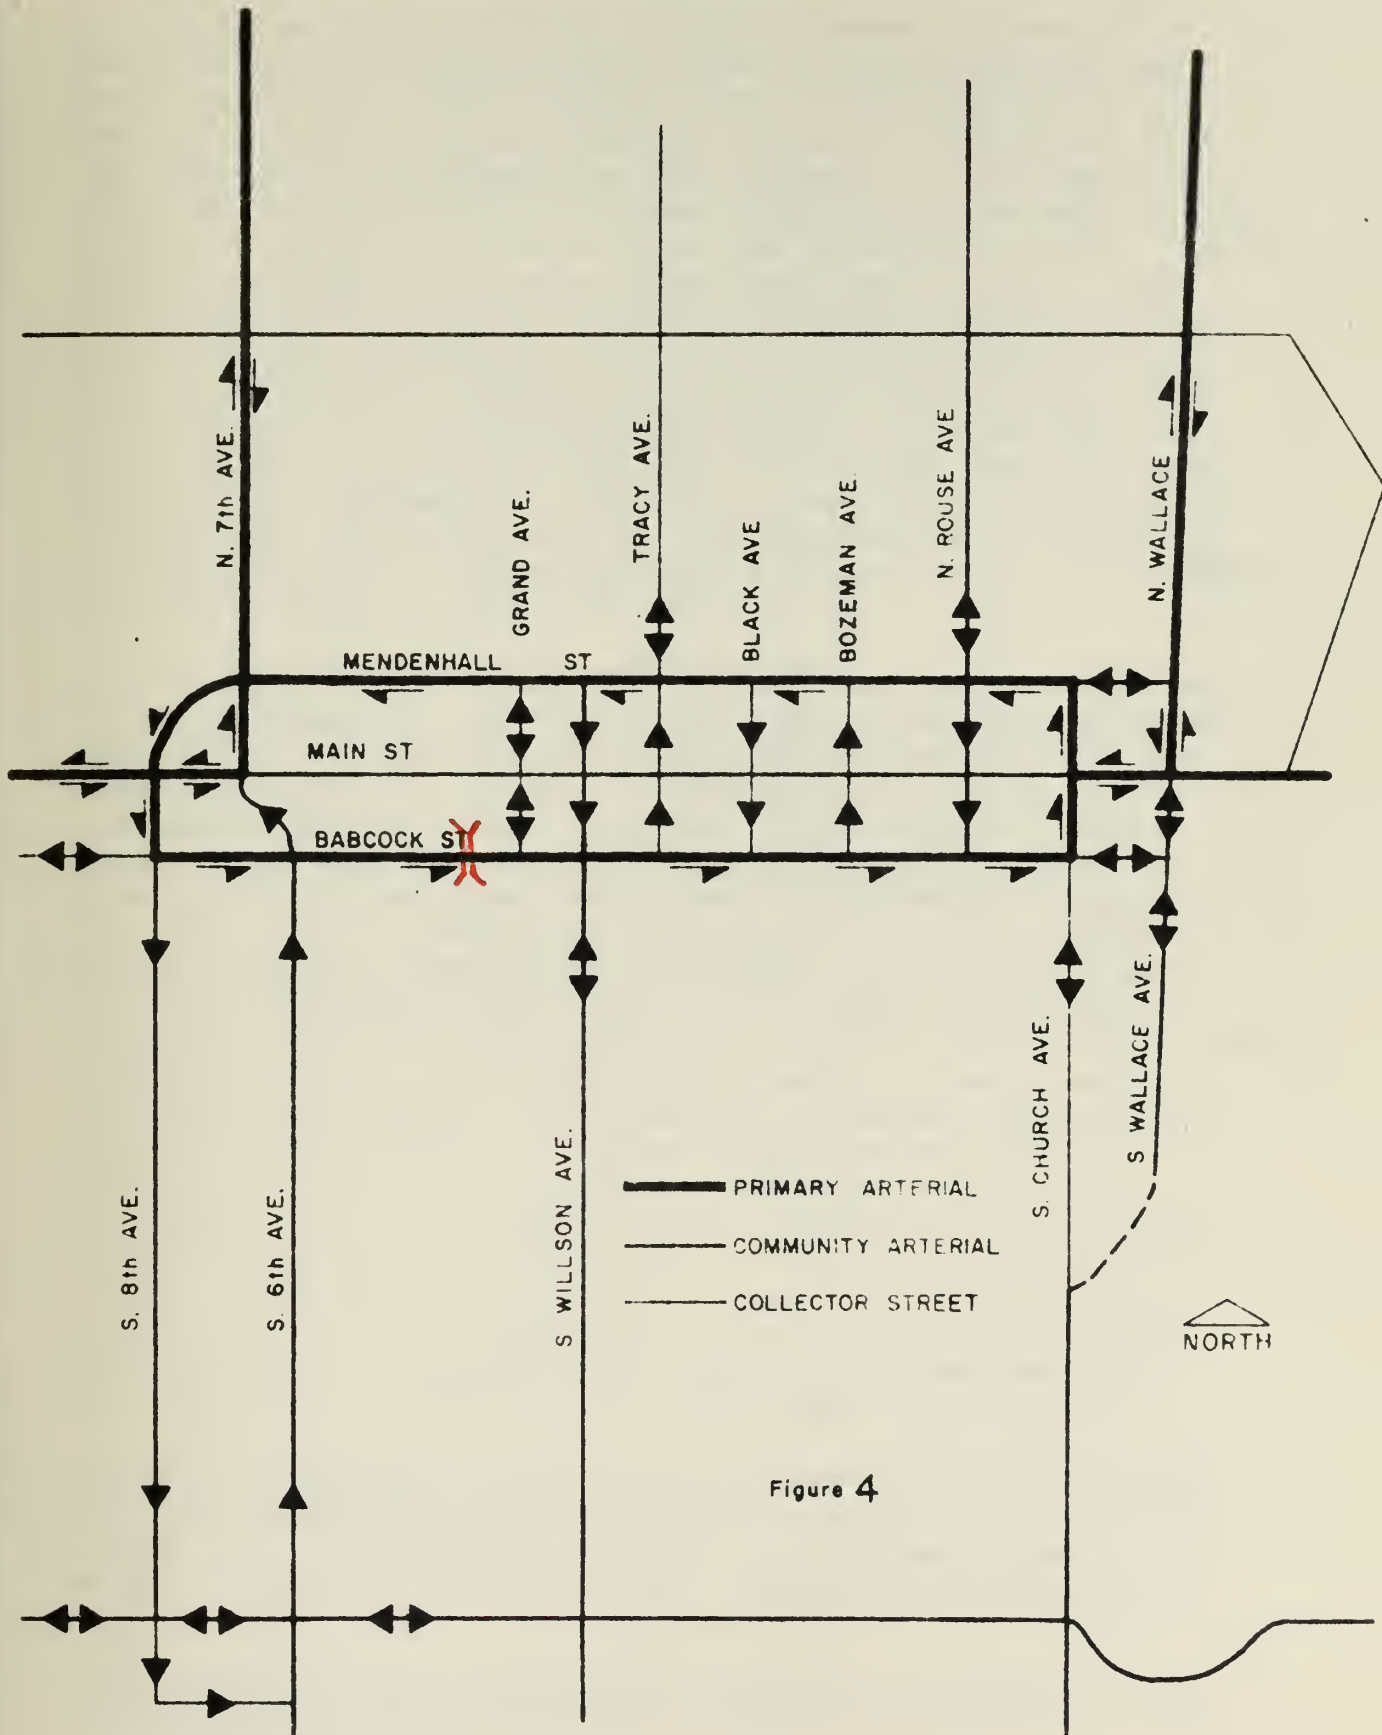 N. 7th AVE.
GRAND AVE.
TRACY AVE.
BLACK AVE
BOZEMAN AVE.
N. ROUSE AVE
N. WALLACE
MENDENHALL ST
MAIN ST
BABCOCK ST
S. 8th AVE.
S. 6th AVE.
S WILLSON AVE.
S. CHURCH AVE.
S WALLACE AVE.
PRIMARY ARTERIAL
COMMUNITY ARTERIAL
COLLECTOR STREET
NORTH
Figure 4